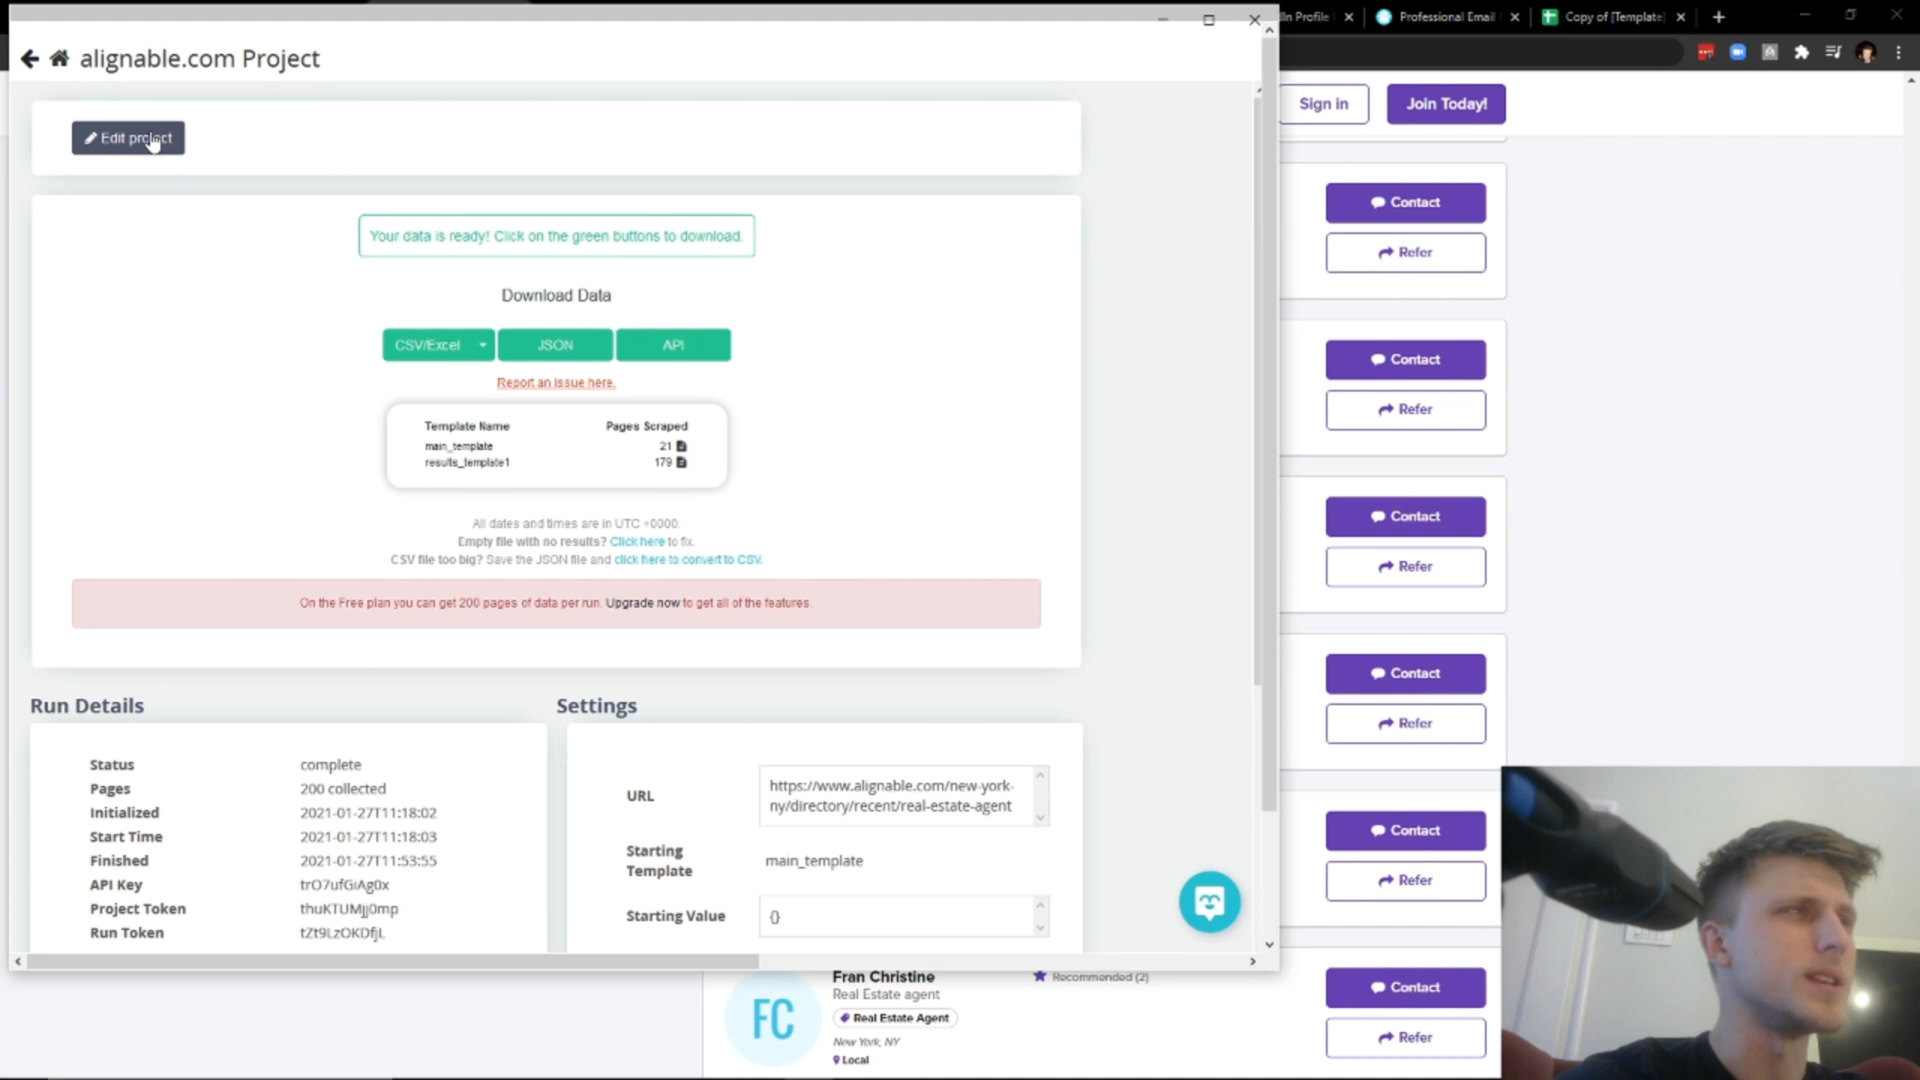 alignable.com Project
Edit project
Your data is ready! Click on the green buttons to download.
Download Data
CSV/Excel
JSON
API
Report an issue here.
Template Name Pages Scraped
main_template 21
results_template1 179
All dates and times are in UTC +0000.
Empty file with no results? Click here to fix.
CSV file too big? Save the JSON file and click here to convert to CSV.
On the Free plan you can get 200 pages of data per run. Upgrade now to get all of the features.
Run Details
Status complete
Pages 200 collected
Initialized 2021-01-27T11:18:02
Start Time 2021-01-27T11:18:03
Finished 2021-01-27T11:53:55
API Key trO7ufGiAg0x
Project Token thuKTUMjj0mp
Run Token tZt9LzOKDfjL
Settings
URL
https://www.alignable.com/new-york-
ny/directory/recent/real-estate-agent
Starting
Template
main_template
Starting Value {}
In Profile
Professional Email
Copy of [Template]
Sign in
Join Today!
Contact
Refer
Contact
Refer
Contact
Refer
Contact
Refer
Contact
Refer
Fran Christine
Real Estate agent
Real Estate Agent
New York, NY
Local
Recommended (2)
Contact
Refer